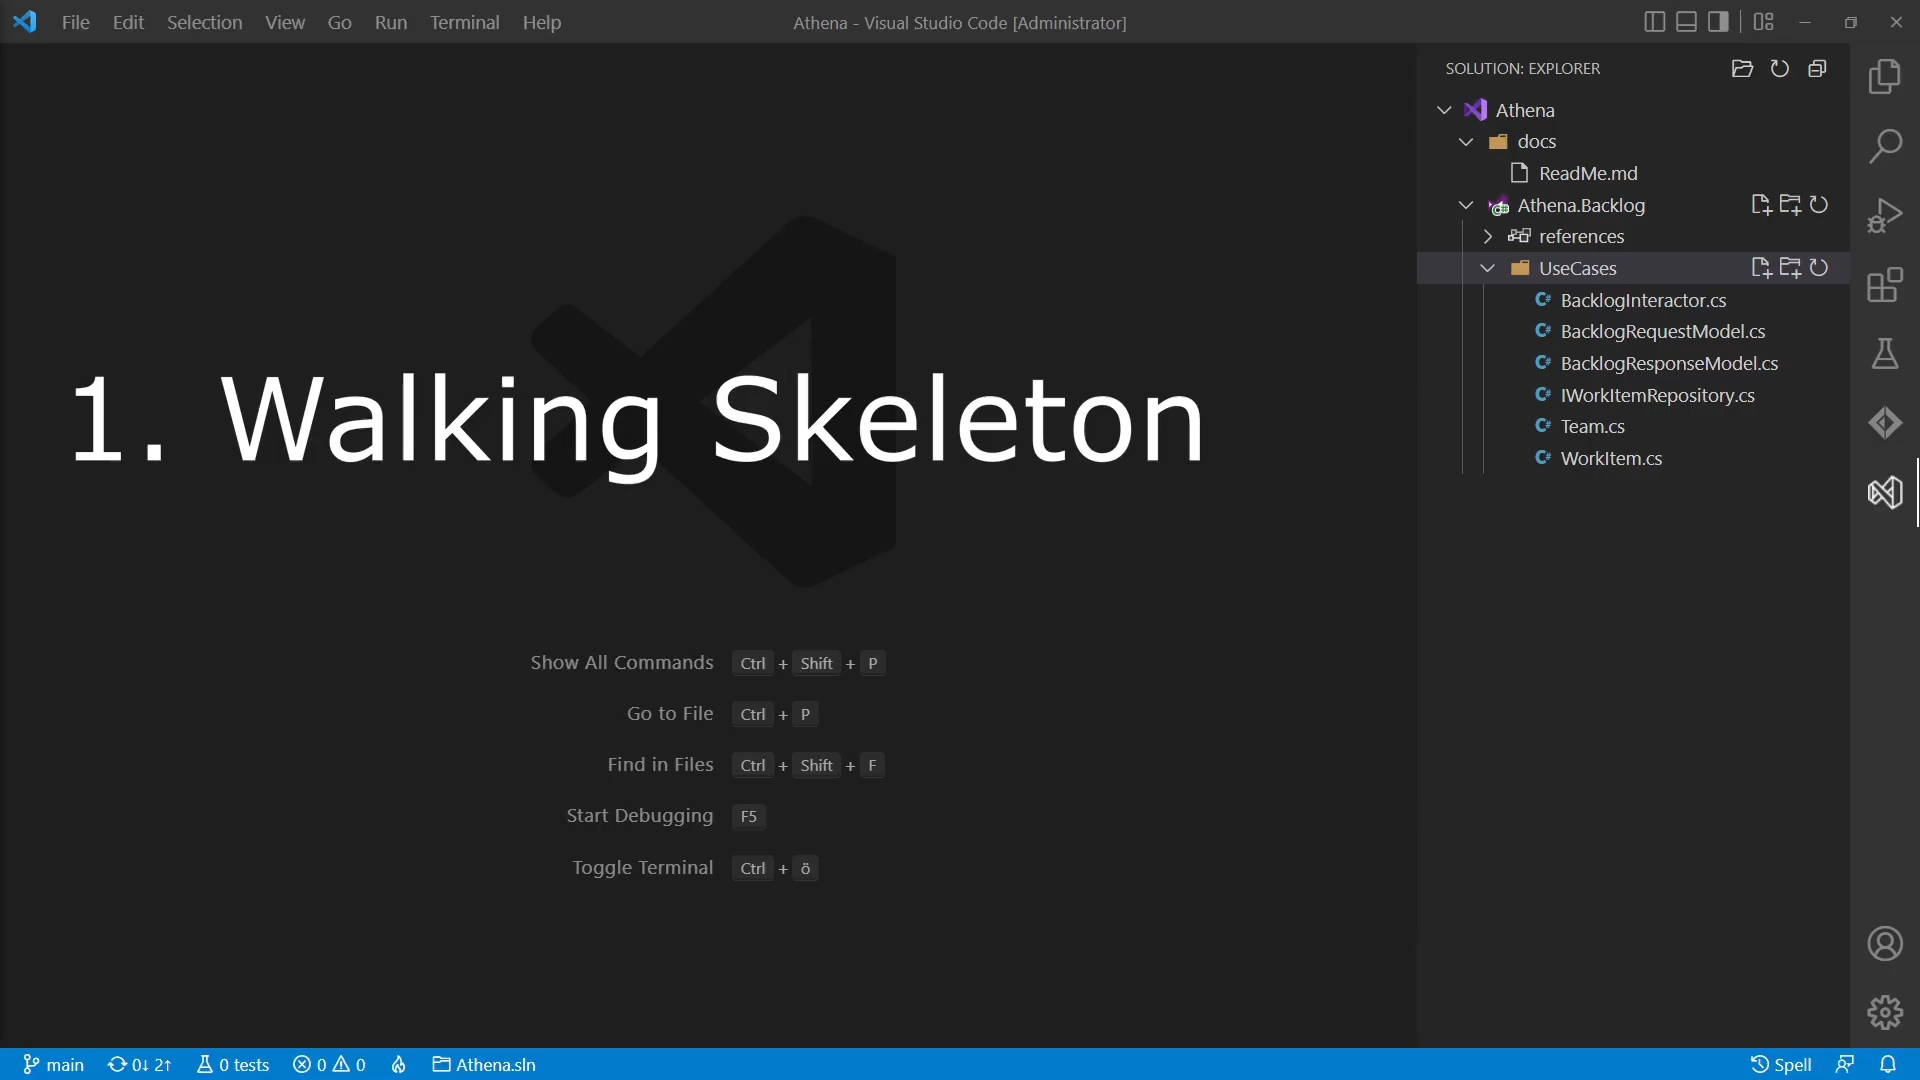 File Edit Selection View Go Run Terminal Help
Athena - Visual Studio Code [Administrator]
SOLUTION: EXPLORER
Athena
docs
ReadMe.md
Athena.Backlog
references
UseCases
C# BacklogInteractor.cs
C# BacklogRequestModel.cs
C# BacklogResponseModel.cs
C# IWorkItemRepository.cs
C# Team.cs
C# WorkItem.cs
1. Walking Skeleton
Show All Commands Ctrl + Shift + P
Go to File Ctrl + P
Find in Files Ctrl + Shift + F
Start Debugging F5
Toggle Terminal Ctrl + ö
main 0↓ 2↑ 0 tests 0 0 Athena.sln Spell